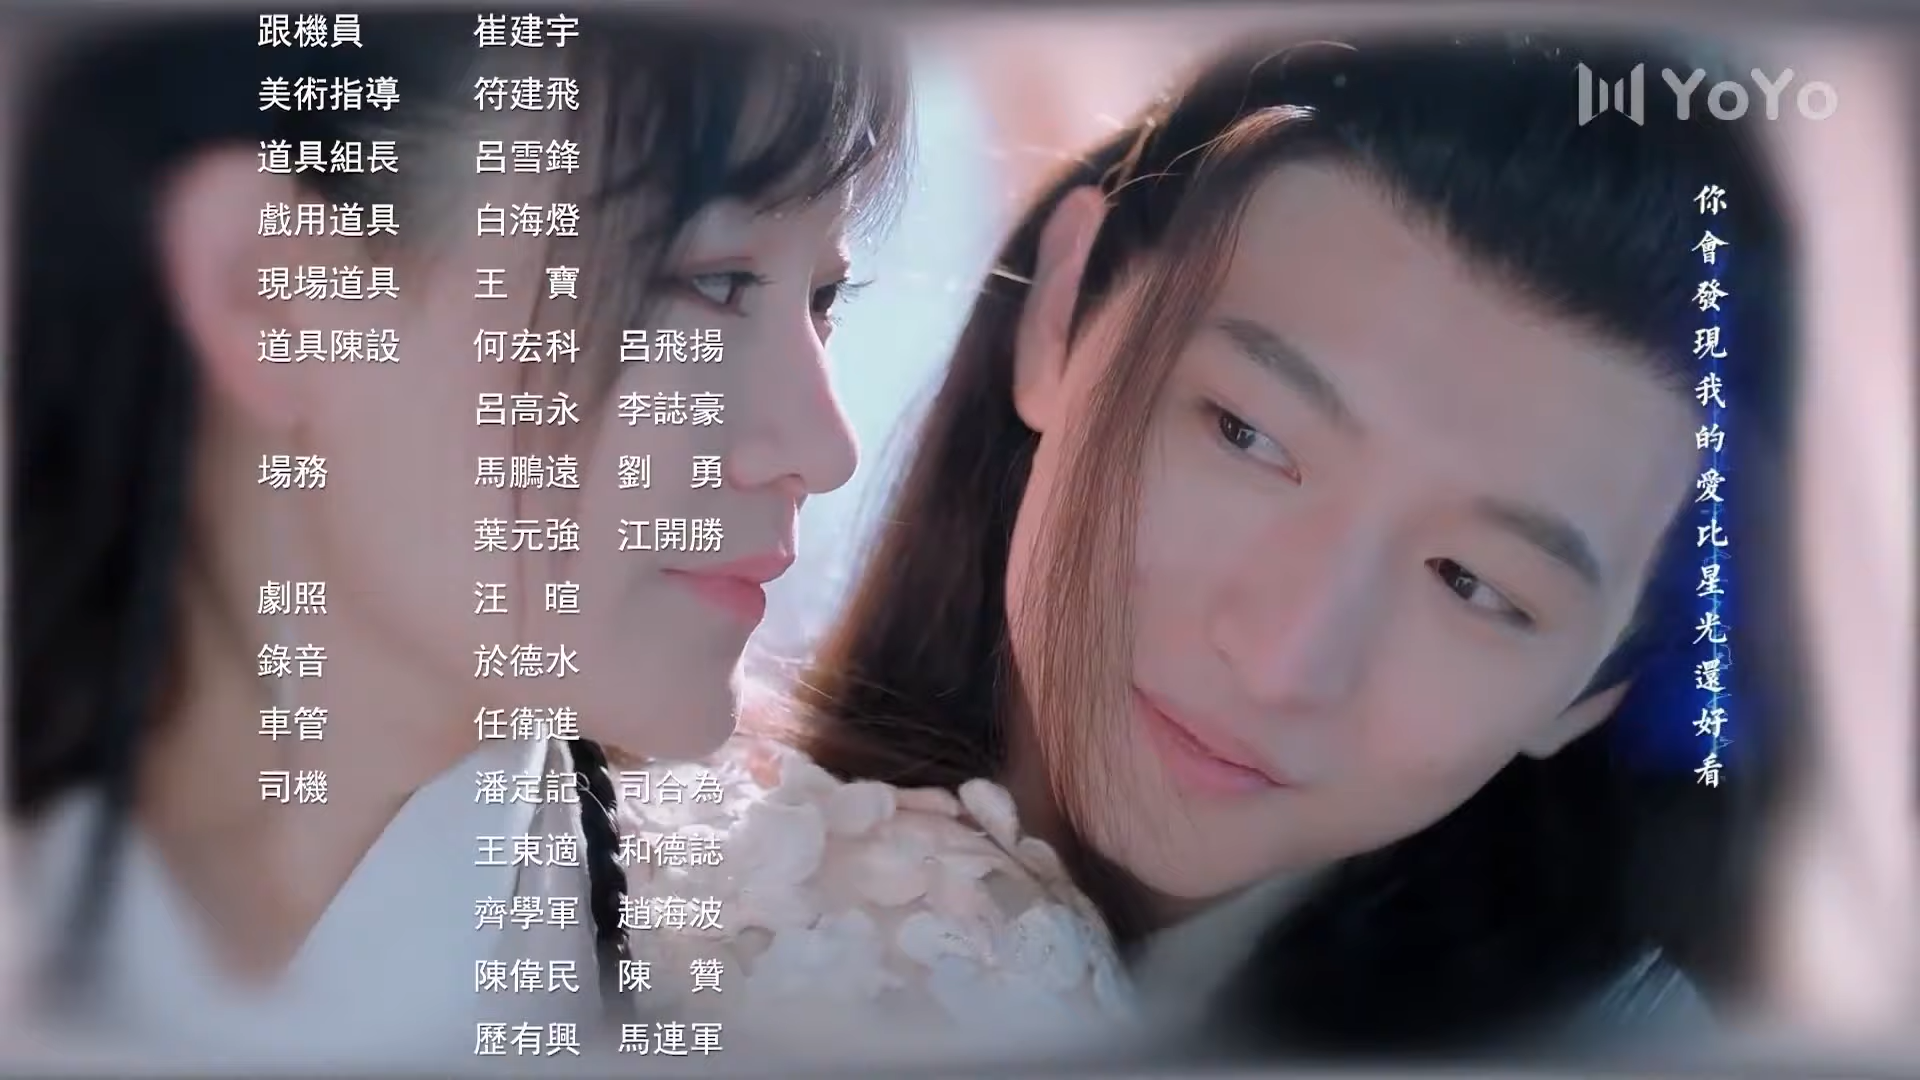 跟機員 崔建宇
美術指導 符建飛
道具組長 呂雪鋒
戲用道具 白海燈
現場道具 王 寶
道具陳設 何宏科 呂飛揚
呂高永 李誌豪
場務 馬鵬遠 劉 勇
葉元強 江開勝
劇照 汪 暄
錄音 於德水
車管 任衛進
司機 潘定記 司合為
王東適 和德誌
齊學軍 趙海波
陳偉民 陳 贊
歷有興 馬連軍
YoYo
你會發現我的愛比星光還好看